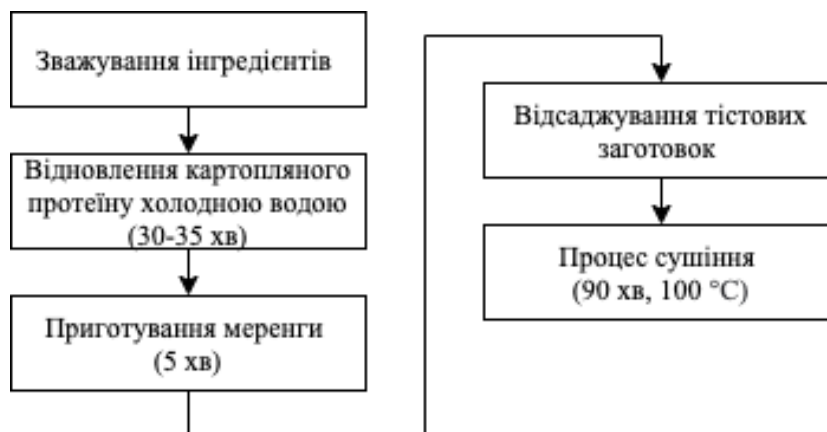 Зважування інгредієнтів
Відновлення картопляного
протеїну холодною водою
(30-35 хв)
Приготування меренги
(5 хв)
Відсаджування тістових
заготовок
Процес сушіння
(90 хв, 100 °C)